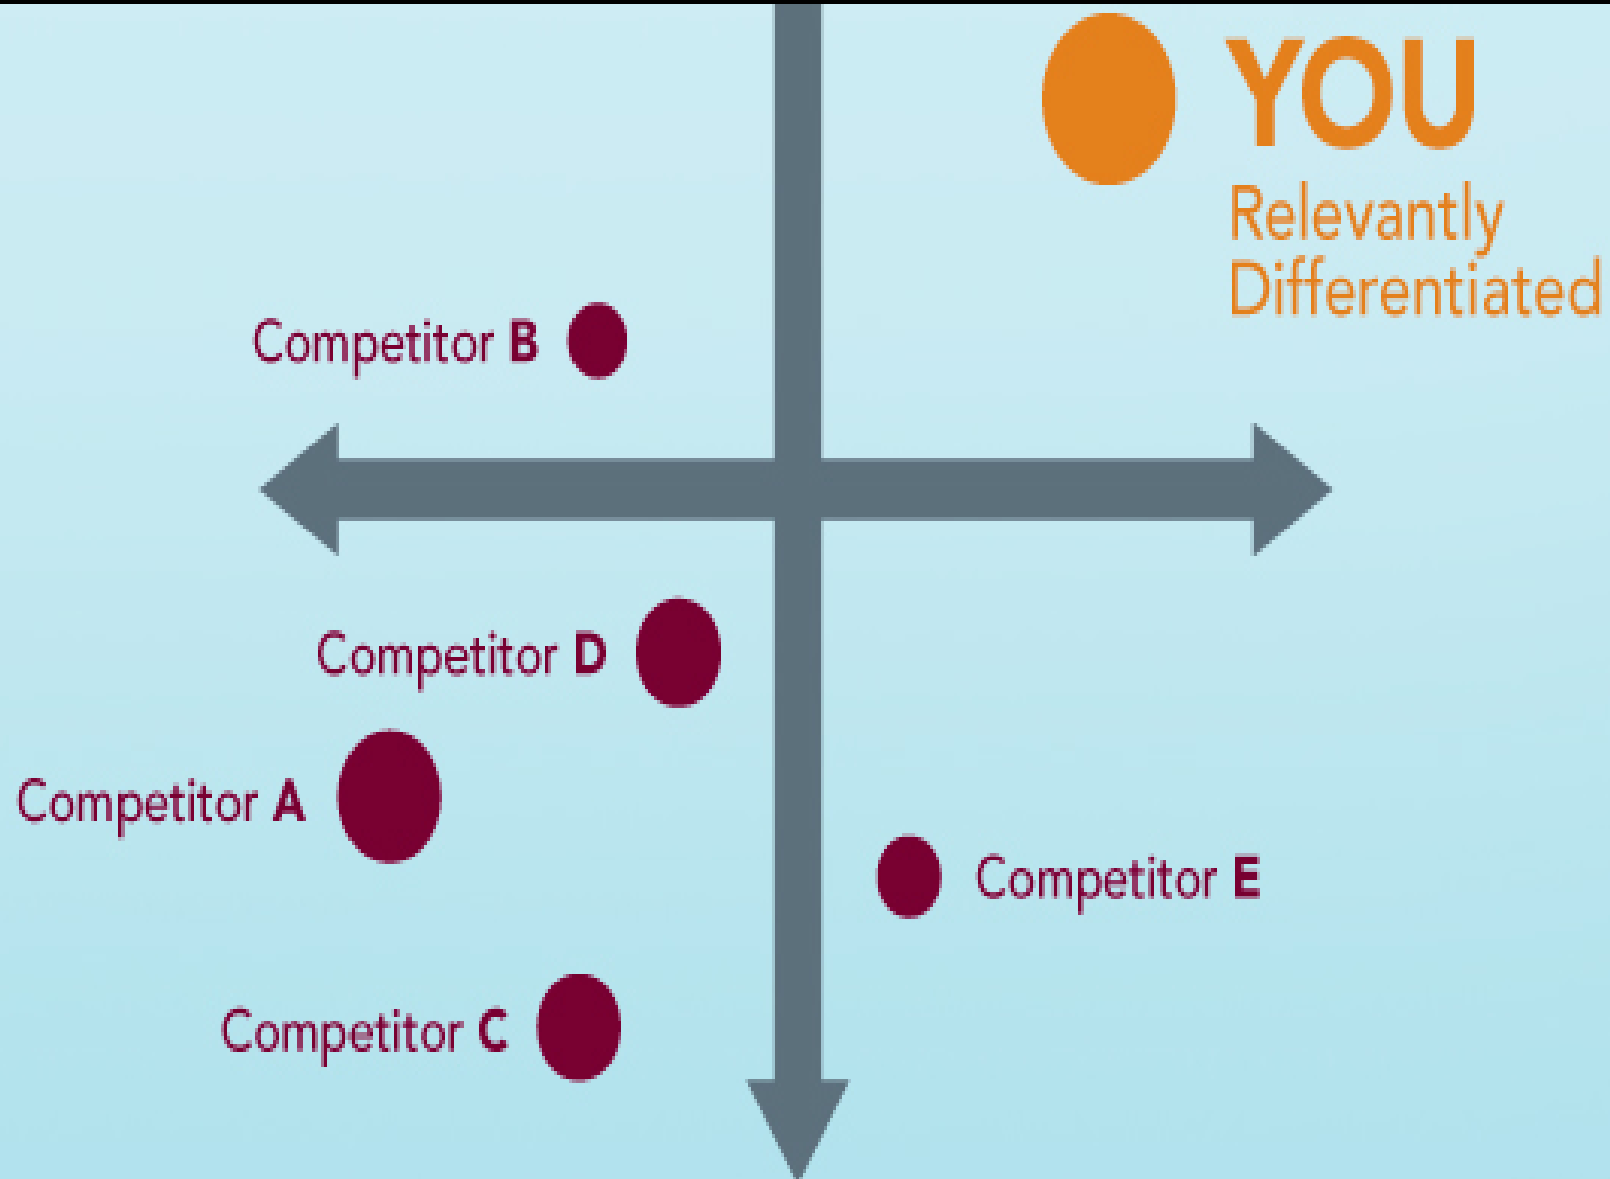 YOU
Relevantly
Differentiated
Competitor B
Competitor D
Competitor A
Competitor E
Competitor C